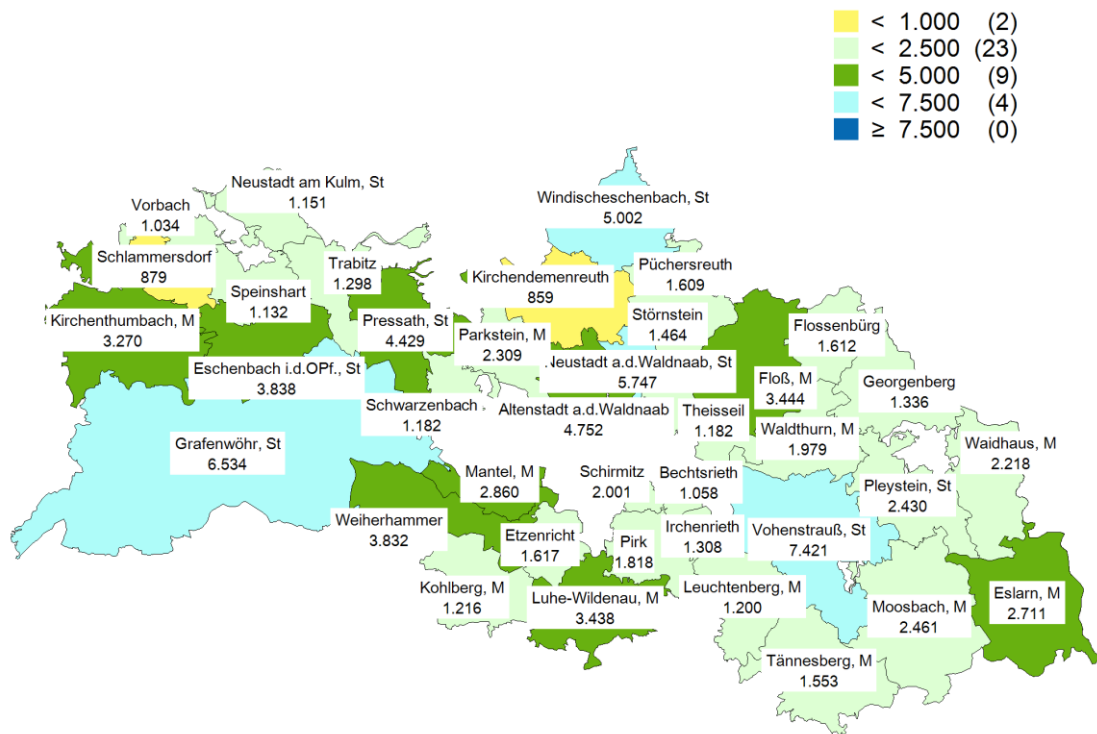 < 1.000 (2)
< 2.500 (23)
< 5.000 (9)
< 7.500 (4)
≥ 7.500 (0)
Neustadt am Kulm, St
1.151
Vorbach
1.034
Windischeschenbach, St
5.002
Schlammersdorf
879
Trabitz
1.298
Püchersreuth
1.609
Kirchendemenreuth
859
Speinshart
1.132
Störnstein
1.464
Kirchenthumbach, M
3.270
Pressath, St
4.429
Flossenbürg
1.612
Parkstein, M
2.309
Neustadt a.d.Waldnaab, St
5.747
Eschenbach i.d.OPf., St
3.838
Floß, M
3.444
Georgenberg
1.336
Schwarzenbach
1.182
Altenstadt a.d.Waldnaab
4.752
Theisseil
1.182
Waldthurn, M
1.979
Grafenwöhr, St
6.534
Waidhaus, M
2.218
Mantel, M
2.860
Schirmitz
2.001
Bechtsrieth
1.058
Pleystein, St
2.430
Weiherhammer
3.832
Etzenricht
1.617
Pirk
1.818
Irchenrieth
1.308
Vohenstrauß, St
7.421
Kohlberg, M
1.216
Luhe-Wildenau, M
3.438
Leuchtenberg, M
1.200
Moosbach, M
2.461
Eslarn, M
2.711
Tännesberg, M
1.553